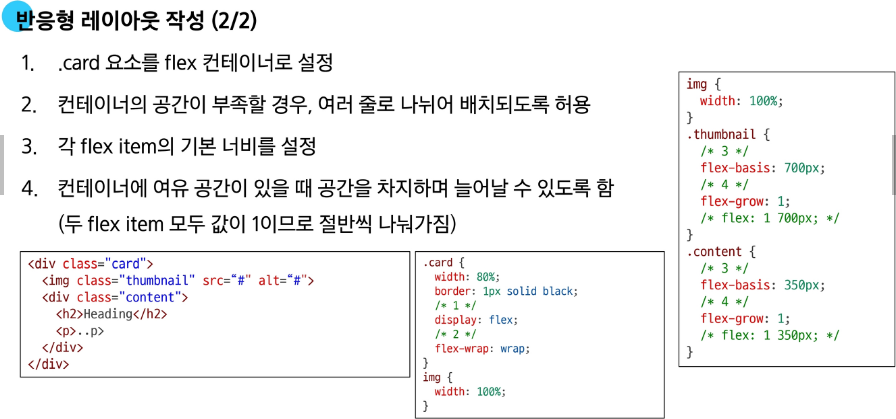 반응형 레이아웃 작성 (2/2)
1. .card 요소를 flex 컨테이너로 설정
2. 컨테이너의 공간이 부족할 경우, 여러 줄로 나뉘어 배치되도록 허용
3. 각 flex item의 기본 너비를 설정
4. 컨테이너에 여유 공간이 있을 때 공간을 차지하며 늘어날 수 있도록 함
(두 flex item 모두 값이 1이므로 절반씩 나눠가짐)
<div class="card">
<img class="thumbnail" src=“#" alt=“#">
<div class="content">
<h2>Heading</h2>
<p>..p>
</div>
</div>
.card {
width: 80%;
border: 1px solid black;
/* 1 */
display: flex;
/* 2 */
flex-wrap: wrap;
}
img {
width: 100%;
}
img {
width: 100%;
}
.thumbnail {
/* 3 */
flex-basis: 700px;
/* 4 */
flex-grow: 1;
/* flex: 1 700px; */
}
.content {
/* 3 */
flex-basis: 350px;
/* 4 */
flex-grow: 1;
/* flex: 1 350px; */
}